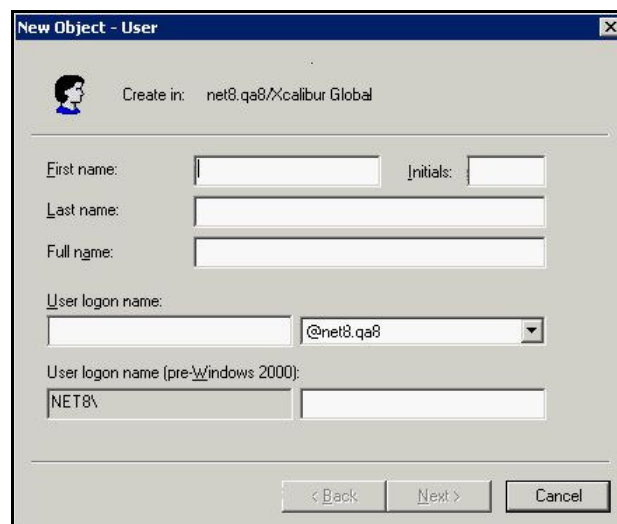 New Object - User
Create in: net8.qa8/Xcalibur Global
First name:
Initials:
Last name:
Full name:
User logon name:
@net8.qa8
User logon name (pre-Windows 2000):
NET8\
< Back
Next >
Cancel